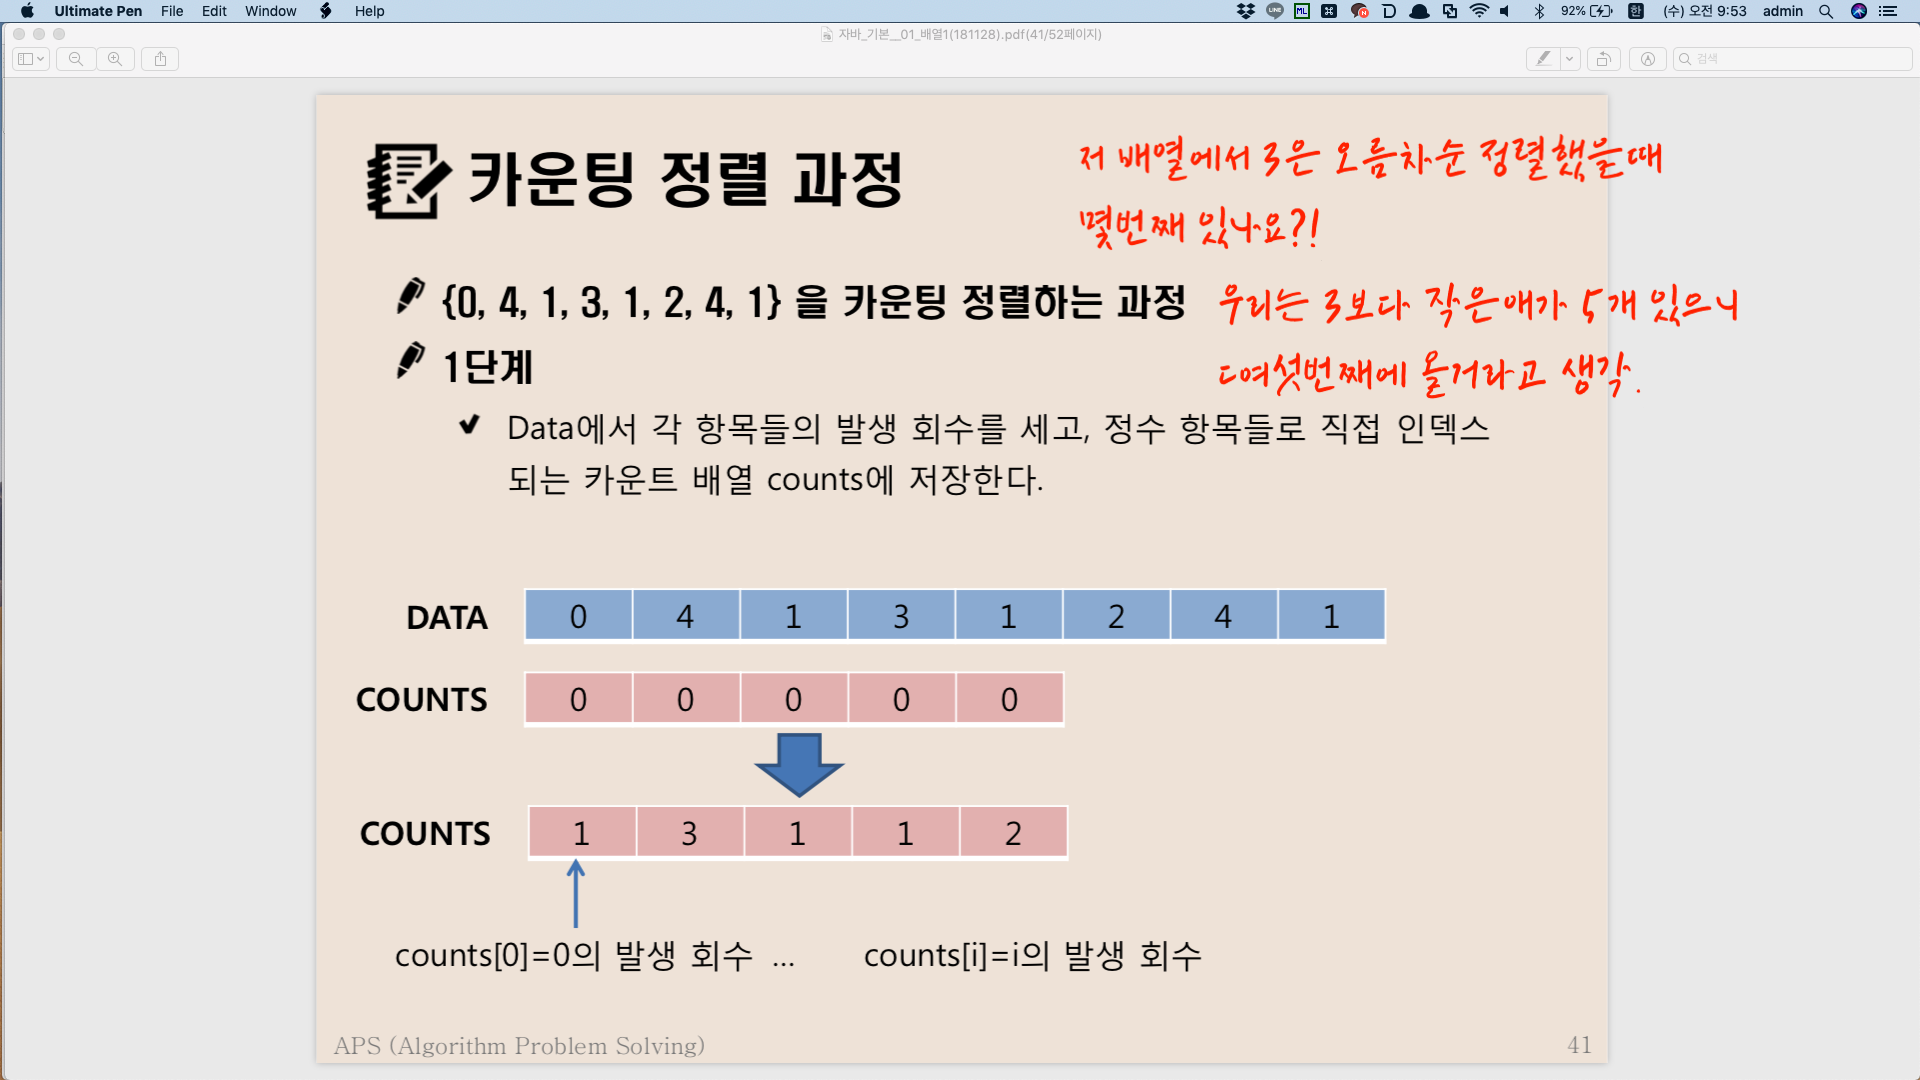 Ultimate Pen File Edit Window Help
92% 한 (수) 오전 9:53 admin
자바_기본__01_배열1(181128).pdf(41/52페이지)
검색
카운팅 정렬 과정
저 배열에서 3은 오름차순 정렬했을때
몇번째 있나요?!
{0, 4, 1, 3, 1, 2, 4, 1} 을 카운팅 정렬하는 과정
우리는 3보다 작은애가 5개 있으니
여섯번째에 올거라고 생각.
1단계
Data에서 각 항목들의 발생 회수를 세고, 정수 항목들로 직접 인덱스
되는 카운트 배열 counts에 저장한다.
DATA 0 4 1 3 1 2 4 1
COUNTS 0 0 0 0 0
COUNTS 1 3 1 1 2
counts[0]=0의 발생 회수 ... counts[i]=i의 발생 회수
APS (Algorithm Problem Solving) 41